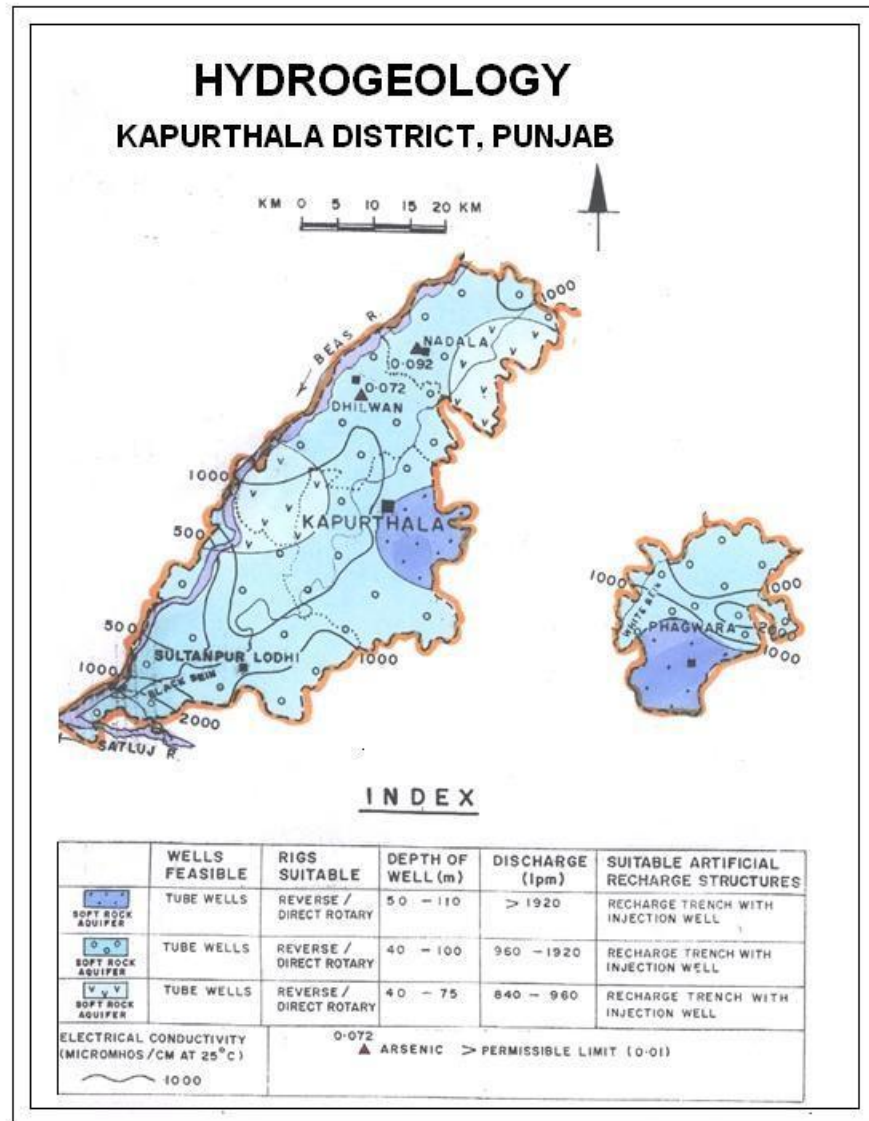 HYDROGEOLOGY
KAPURTHALA DISTRICT, PUNJAB
KM 0 5 10 15 20 KM
1000
BEAS R.
NADALA
0.092
0.072
DHILWAN
1000
500
KAPURTHALA
1000
1000
WHITE BEIN
PHAGWARA
2000
1000
500
1000
SULTANPUR LODHI
1000
BLACK BEIN
2000
SATLUJ R.
INDEX
WELLS FEASIBLE
RIGS SUITABLE
DEPTH OF WELL (m)
DISCHARGE (lpm)
SUITABLE ARTIFICIAL RECHARGE STRUCTURES
SOFT ROCK AQUIFER
TUBE WELLS
REVERSE / DIRECT ROTARY
50 - 110
> 1920
RECHARGE TRENCH WITH INJECTION WELL
SOFT ROCK AQUIFER
TUBE WELLS
REVERSE / DIRECT ROTARY
40 - 100
960 - 1920
RECHARGE TRENCH WITH INJECTION WELL
SOFT ROCK AQUIFER
TUBE WELLS
REVERSE / DIRECT ROTARY
40 - 75
840 - 960
RECHARGE TRENCH WITH INJECTION WELL
ELECTRICAL CONDUCTIVITY
(MICROMHOS/CM AT 25°C)
1000
0.072
ARSENIC > PERMISSIBLE LIMIT (0.01)